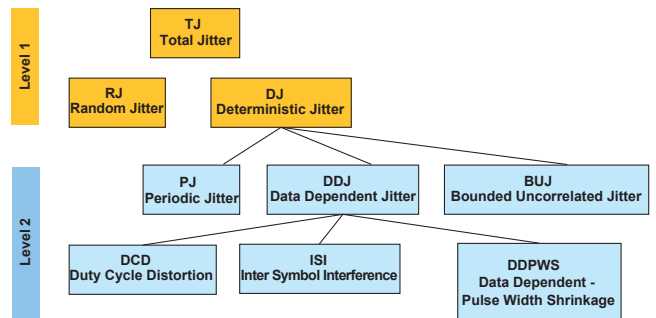 Level 1
TJ
Total Jitter
RJ
Random Jitter
DJ
Deterministic Jitter
Level 2
PJ
Periodic Jitter
DDJ
Data Dependent Jitter
BUJ
Bounded Uncorrelated Jitter
DCD
Duty Cycle Distortion
ISI
Inter Symbol Interference
DDPWS
Data Dependent -
Pulse Width Shrinkage